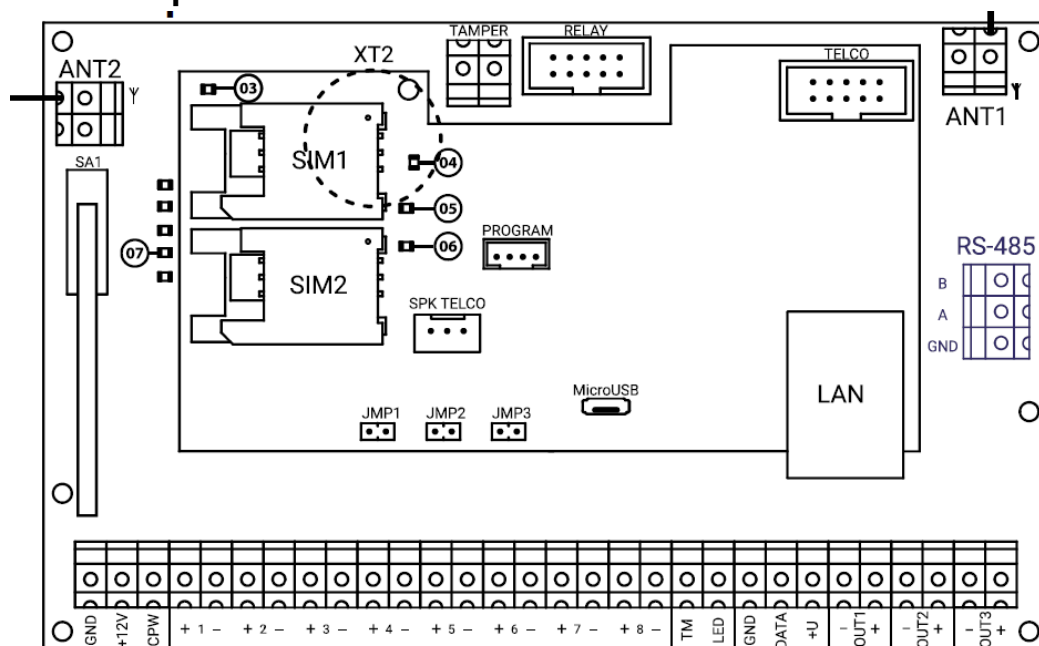 TAMPER
RELAY
XT2
TELCO
ANT2
ANT1
03
SIM1
04
SA1
05
07
06
PROGRAM
RS-485
B
SIM2
A
SPK TELCO
GND
LAN
MicroUSB
JMP1 JMP2 JMP3
GND +12V CPW + 1 – + 2 – + 3 – + 4 – + 5 – + 6 – + 7 – + 8 – TM LED GND DATA +U – OUT1 + – OUT2 + – OUT3 +